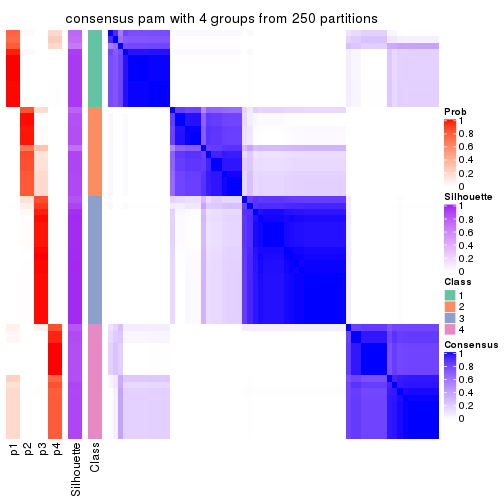 consensus pam with 4 groups from 250 partitions
Prob
1
0.8
0.6
0.4
0.2
0
Silhouette
1
0.8
0.6
0.4
0.2
0
Class
1
2
3
4
Consensus
1
0.8
0.6
0.4
0.2
0
p1
p2
p3
p4
Silhouette
Class